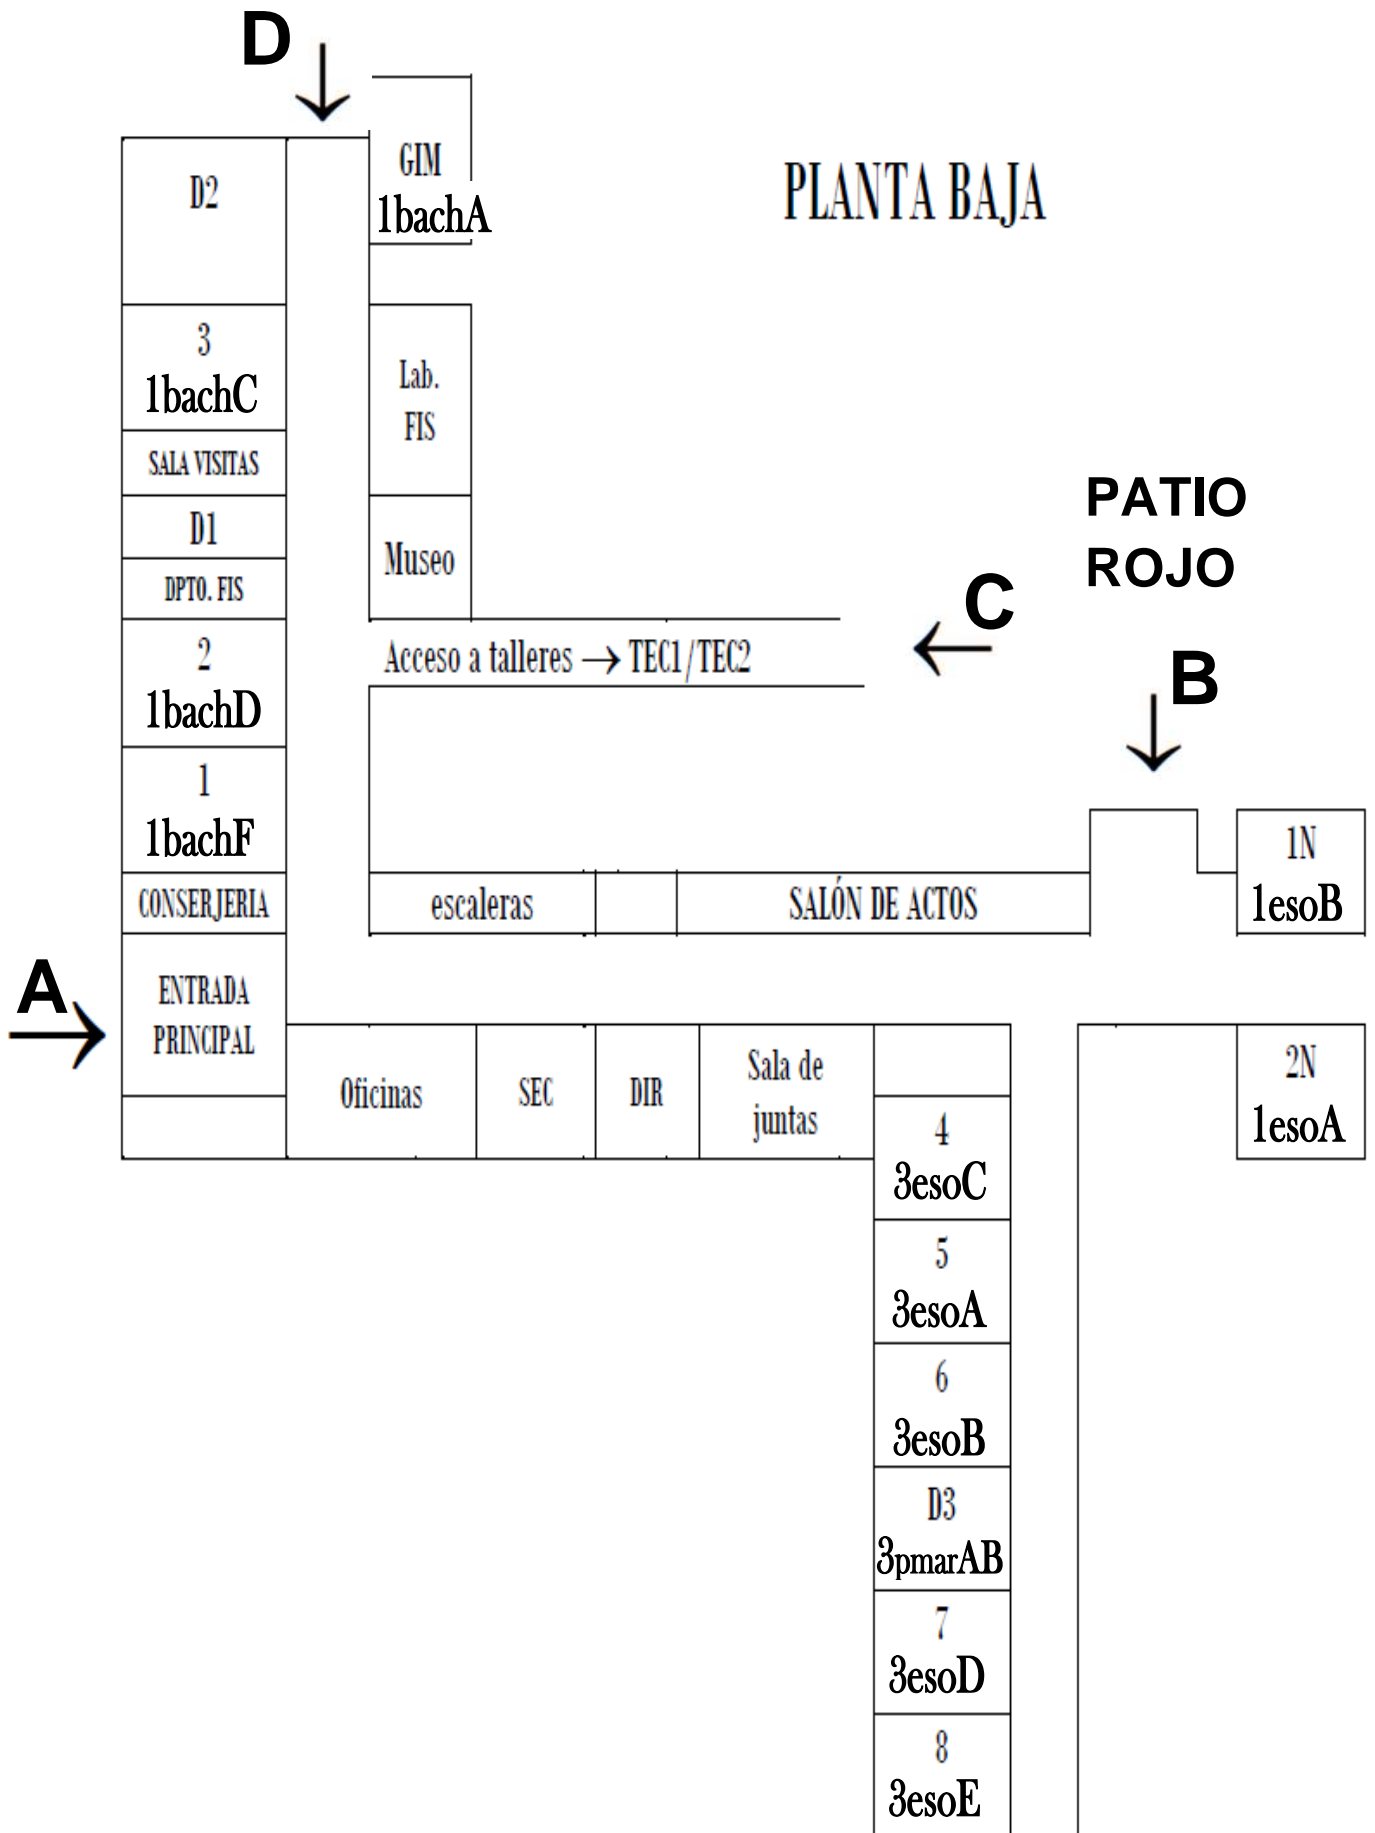 D
GIM
1bachA
PLANTA BAJA
D2
3
1bachC
Lab.
FIS
SALA VISITAS
PATIO
ROJO
D1
Museo
DPTO. FIS
C
2
1bachD
Acceso a talleres → TEC1/TEC2
B
1
1bachF
1N
1esoB
CONSERJERIA
escaleras
SALÓN DE ACTOS
A
ENTRADA
PRINCIPAL
Oficinas
SEC
DIR
Sala de
juntas
2N
1esoA
4
3esoC
5
3esoA
6
3esoB
D3
3pmarAB
7
3esoD
8
3esoE